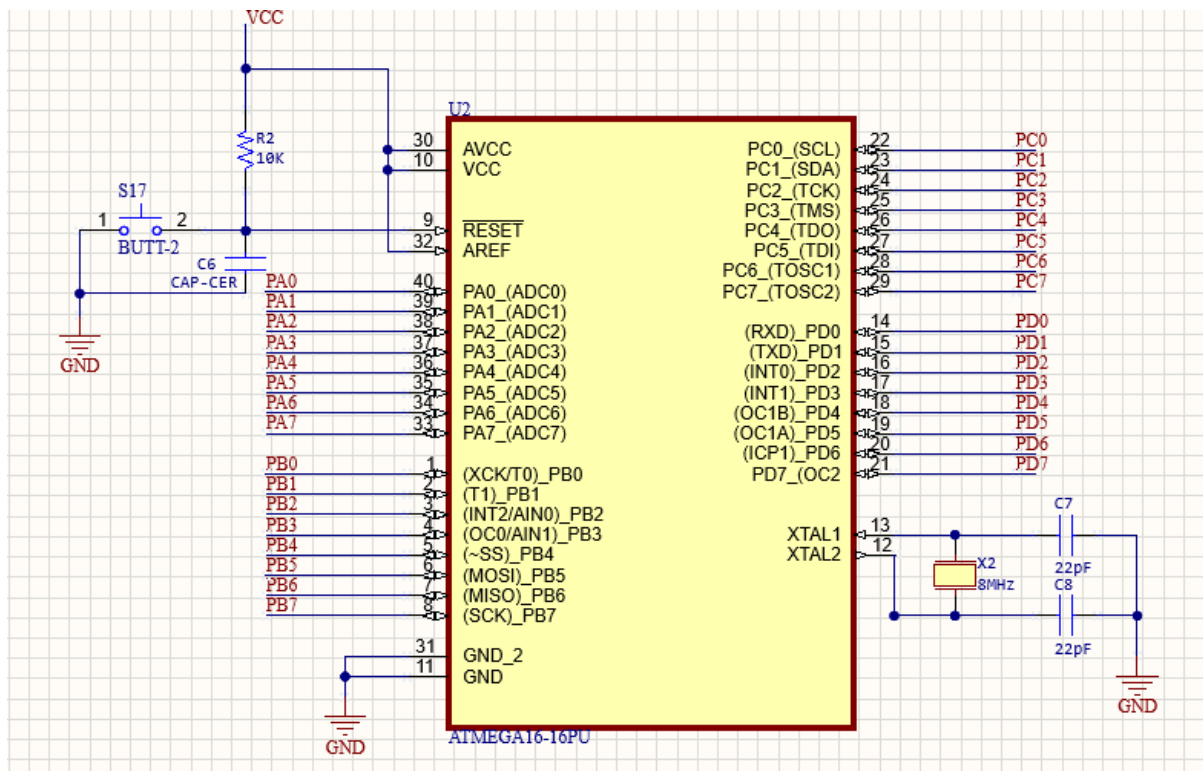 VCC
U2
R2
10K
S17
1
2
BUTT-2
C6
CAP-CER
GND
30
AVCC
10
VCC
9
RESET
32
AREF
PA0 40 PA0_(ADC0)
PA1 39 PA1_(ADC1)
PA2 38 PA2_(ADC2)
PA3 37 PA3_(ADC3)
PA4 36 PA4_(ADC4)
PA5 35 PA5_(ADC5)
PA6 34 PA6_(ADC6)
PA7 33 PA7_(ADC7)
PB0 1 (XCK/T0)_PB0
PB1 2 (T1)_PB1
PB2 3 (INT2/AIN0)_PB2
PB3 4 (OC0/AIN1)_PB3
PB4 5 (~SS)_PB4
PB5 6 (MOSI)_PB5
PB6 7 (MISO)_PB6
PB7 8 (SCK)_PB7
31 GND_2
11 GND
GND
ATMEGA16-16PU
PC0_(SCL) 22 PC0
PC1_(SDA) 23 PC1
PC2_(TCK) 24 PC2
PC3_(TMS) 25 PC3
PC4_(TDO) 26 PC4
PC5_(TDI) 27 PC5
PC6_(TOSC1) 28 PC6
PC7_(TOSC2) 29 PC7
(RXD)_PD0 14 PD0
(TXD)_PD1 15 PD1
(INT0)_PD2 16 PD2
(INT1)_PD3 17 PD3
(OC1B)_PD4 18 PD4
(OC1A)_PD5 19 PD5
(ICP1)_PD6 20 PD6
PD7_(OC2 21 PD7
XTAL1 13
XTAL2 12
X2
8MHz
C7
22pF
C8
22pF
GND